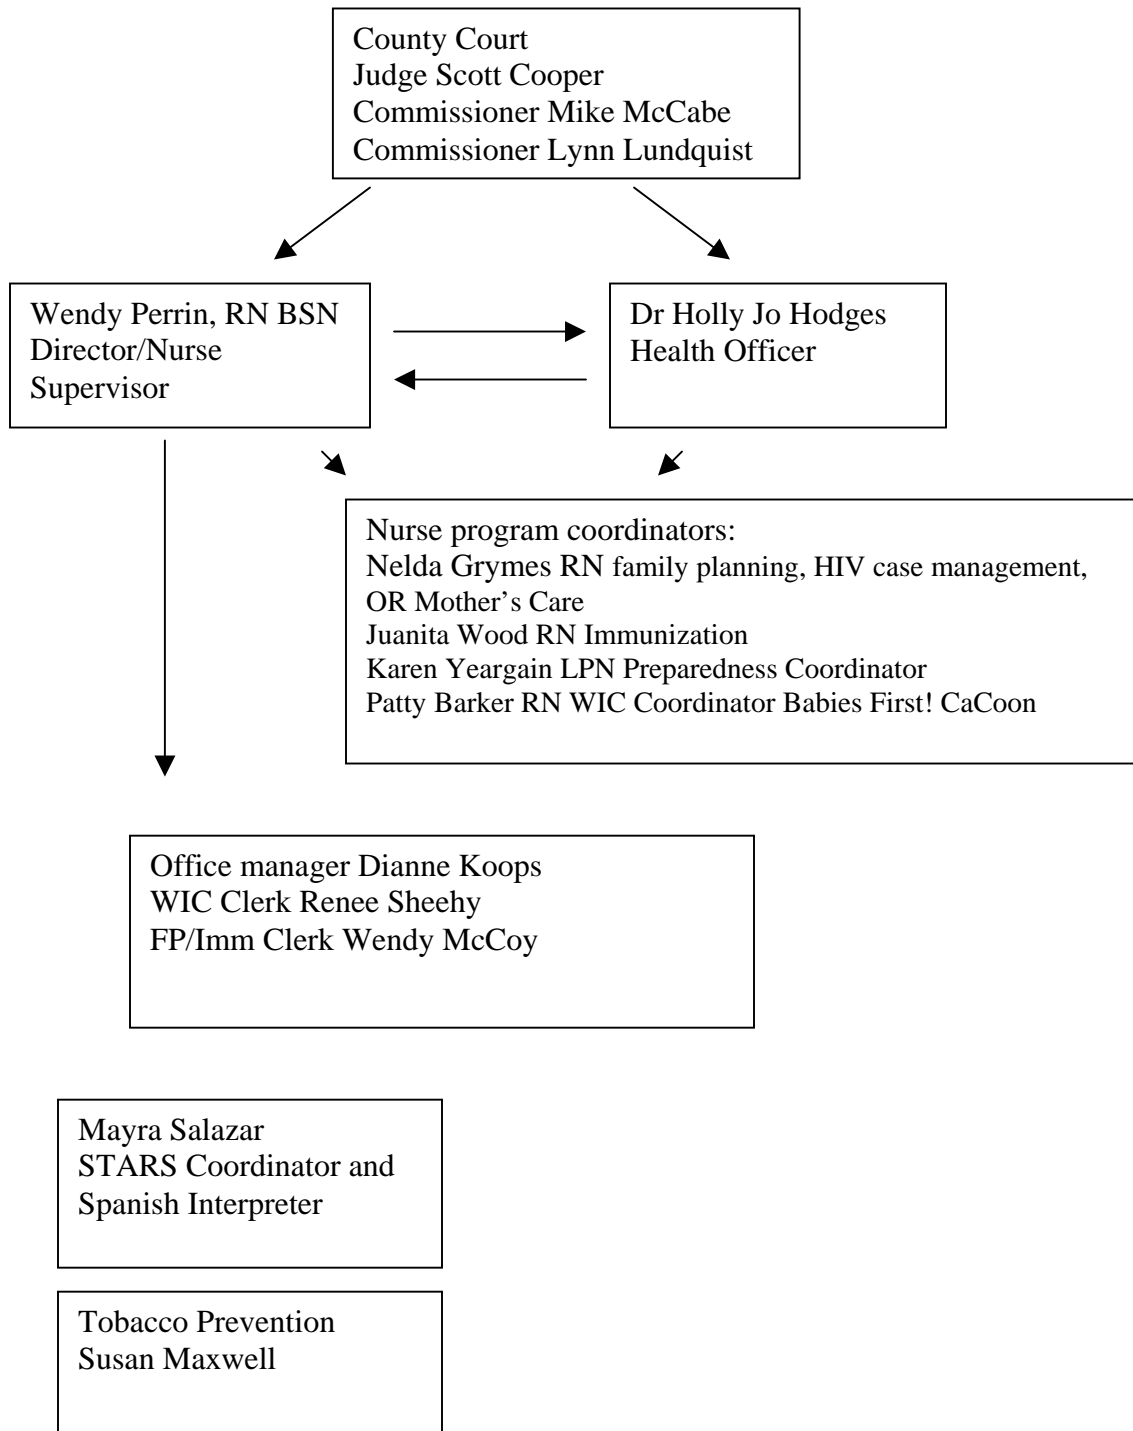 County Court
Judge Scott Cooper
Commissioner Mike McCabe
Commissioner Lynn Lundquist
Wendy Perrin, RN BSN
Director/Nurse
Supervisor
Dr Holly Jo Hodges
Health Officer
Nurse program coordinators:
Nelda Grymes RN family planning, HIV case management,
OR Mother’s Care
Juanita Wood RN Immunization
Karen Yeargain LPN Preparedness Coordinator
Patty Barker RN WIC Coordinator Babies First! CaCoon
Office manager Dianne Koops
WIC Clerk Renee Sheehy
FP/Imm Clerk Wendy McCoy
Mayra Salazar
STARS Coordinator and
Spanish Interpreter
Tobacco Prevention
Susan Maxwell